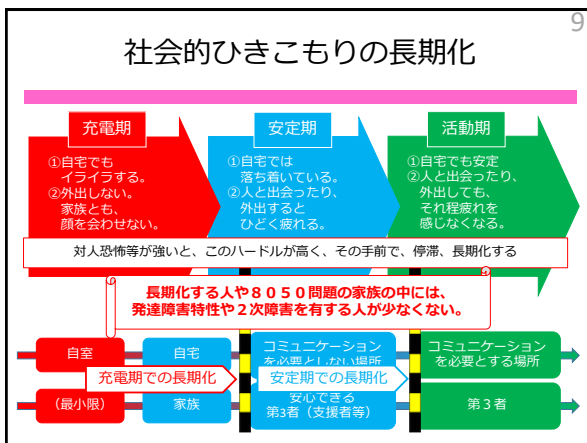 9
社会的ひきこもりの長期化
充電期
①自宅でも
イライラする。
②外出しない。
家族とも、
顔を会わせない。
安定期
①自宅では
落ち着いている。
②人と出会ったり、
外出すると
ひどく疲れる。
活動期
①自宅でも安定
②人と出会ったり、
外出しても、
それ程疲れを
感じなくなる。
対人恐怖等が強いと、このハードルが高く、その手前で、停滞、長期化する
長期化する人や８０５０問題の家族の中には、
発達障害特性や２次障害を有する人が少なくない。
自室
自宅
コミュニケーション
を必要としない場所
コミュニケーション
を必要とする場所
充電期での長期化
安定期での長期化
(最小限)
家族
安心できる
第3者（支援者等）
第３者